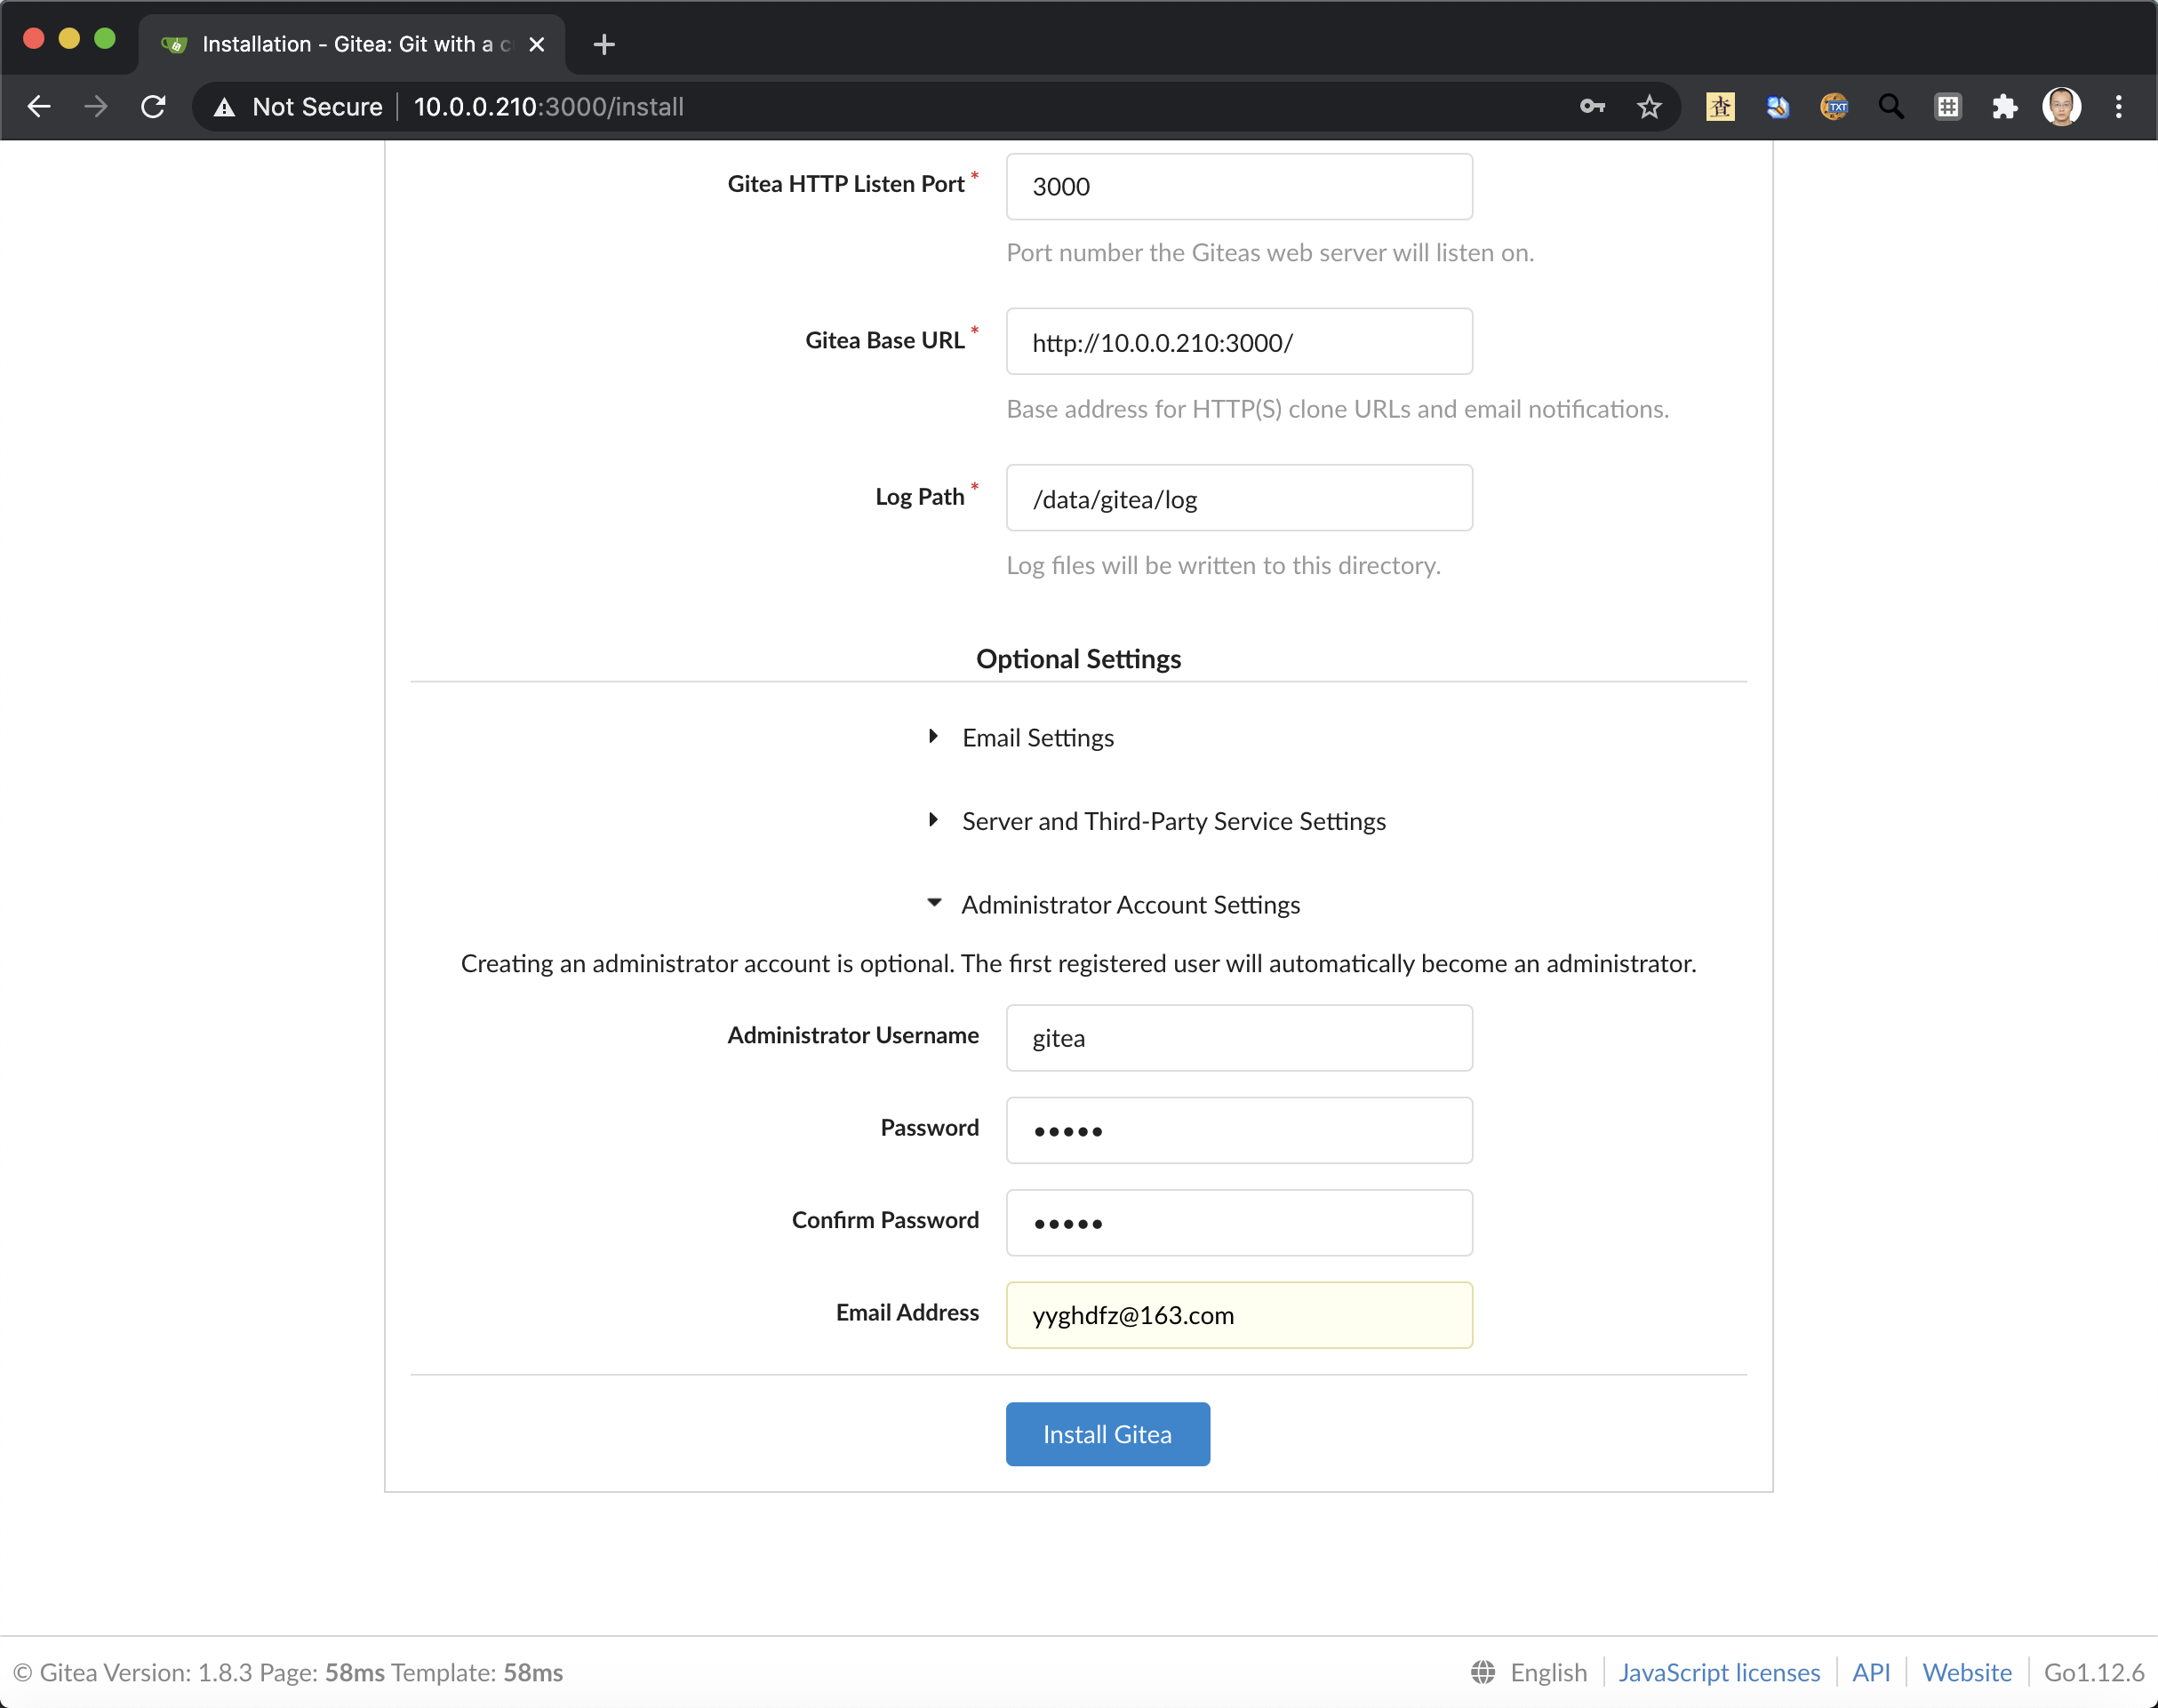 Installation - Gitea: Git with a c
Not Secure
10.0.0.210:3000/install
查
TXT
Gitea HTTP Listen Port *
3000
Port number the Giteas web server will listen on.
Gitea Base URL *
http://10.0.0.210:3000/
Base address for HTTP(S) clone URLs and email notifications.
Log Path *
/data/gitea/log
Log files will be written to this directory.
Optional Settings
Email Settings
Server and Third-Party Service Settings
Administrator Account Settings
Creating an administrator account is optional. The first registered user will automatically become an administrator.
Administrator Username
gitea
Password
•••••
Confirm Password
•••••
Email Address
yyghdfz@163.com
Install Gitea
© Gitea Version: 1.8.3 Page: 58ms Template: 58ms
English
JavaScript licenses
API
Website
Go1.12.6